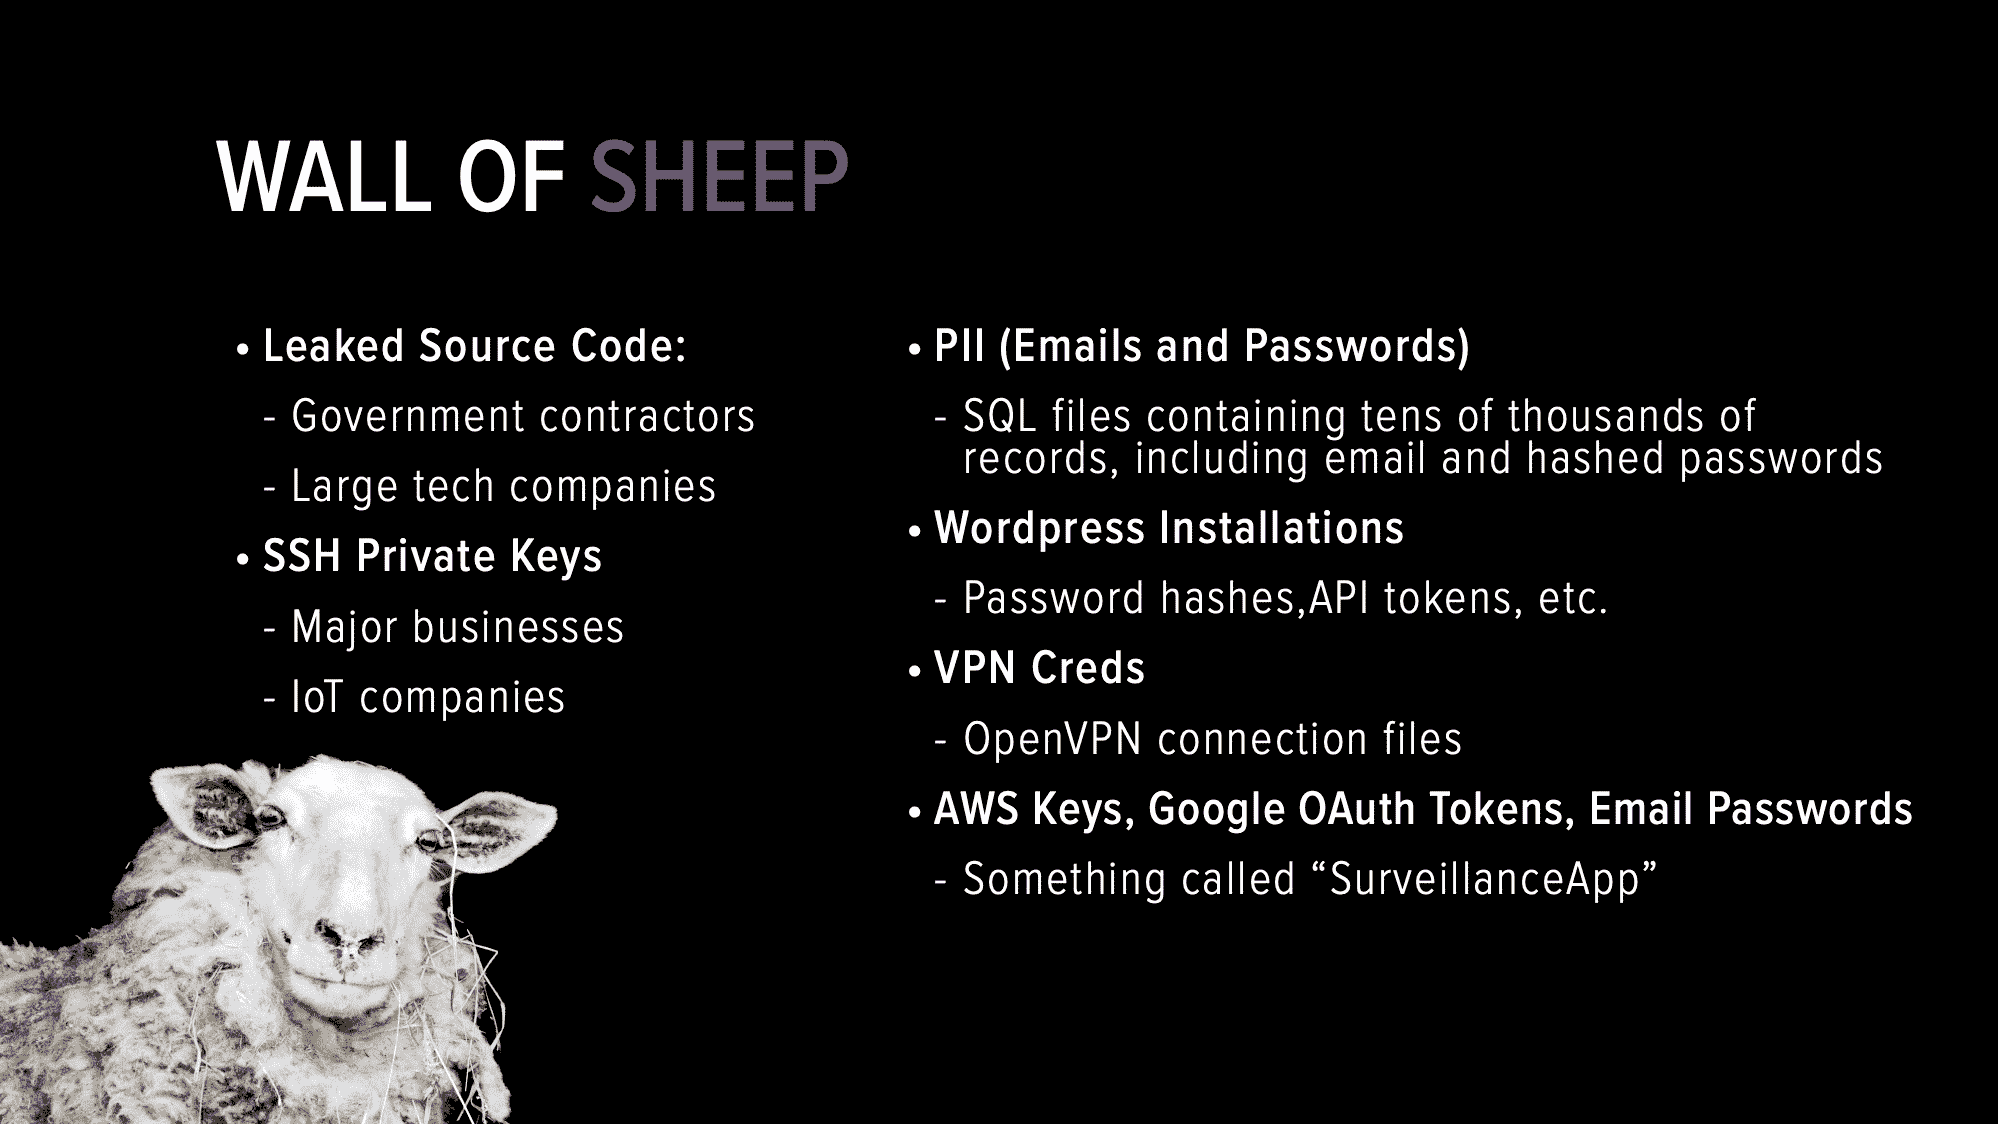 WALL OF SHEEP
• Leaked Source Code:
- Government contractors
- Large tech companies
• SSH Private Keys
- Major businesses
- IoT companies
• PII (Emails and Passwords)
- SQL files containing tens of thousands of
records, including email and hashed passwords
• Wordpress Installations
- Password hashes,API tokens, etc.
• VPN Creds
- OpenVPN connection files
• AWS Keys, Google OAuth Tokens, Email Passwords
- Something called “SurveillanceApp”